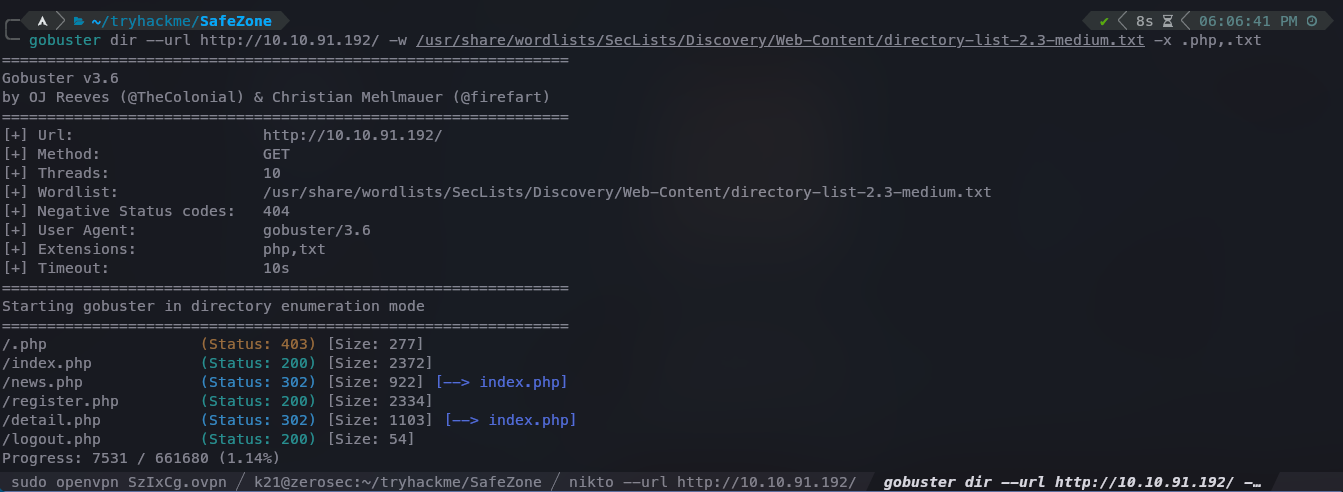 ~/tryhackme/SafeZone ✔ 8s 06:06:41 PM
gobuster dir --url http://10.10.91.192/ -w /usr/share/wordlists/SecLists/Discovery/Web-Content/directory-list-2.3-medium.txt -x .php,.txt
===============================================================
Gobuster v3.6
by OJ Reeves (@TheColonial) & Christian Mehlmauer (@firefart)
===============================================================
[+] Url:                     http://10.10.91.192/
[+] Method:                  GET
[+] Threads:                 10
[+] Wordlist:                /usr/share/wordlists/SecLists/Discovery/Web-Content/directory-list-2.3-medium.txt
[+] Negative Status codes:   404
[+] User Agent:              gobuster/3.6
[+] Extensions:              php,txt
[+] Timeout:                 10s
===============================================================
Starting gobuster in directory enumeration mode
===============================================================
/.php                 (Status: 403) [Size: 277]
/index.php            (Status: 200) [Size: 2372]
/news.php             (Status: 302) [Size: 922] [--> index.php]
/register.php         (Status: 200) [Size: 2334]
/detail.php           (Status: 302) [Size: 1103] [--> index.php]
/logout.php           (Status: 200) [Size: 54]
Progress: 7531 / 661680 (1.14%)
sudo openvpn SzIxCg.ovpn / k21@zerosec:~/tryhackme/SafeZone / nikto --url http://10.10.91.192/ / gobuster dir --url http://10.10.91.192/ -…